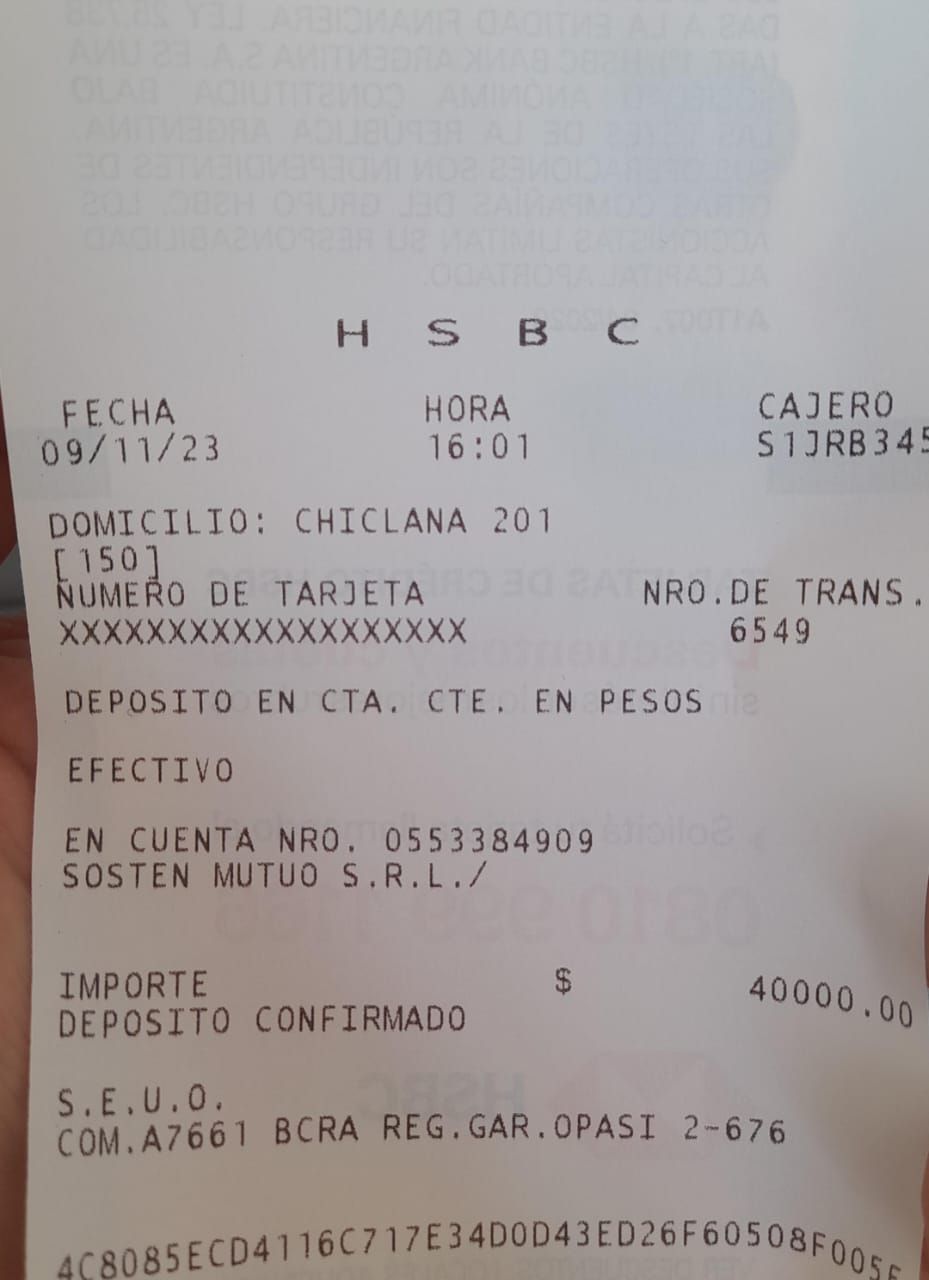 H S B C
FECHA HORA CAJERO
09/11/23 16:01 S1JRB345
DOMICILIO: CHICLANA 201
[150]
NUMERO DE TARJETA NRO.DE TRANS.
XXXXXXXXXXXXXXXXXXX 6549
DEPOSITO EN CTA. CTE. EN PESOS
EFECTIVO
EN CUENTA NRO. 0553384909
SOSTEN MUTUO S.R.L./
IMPORTE $ 40000.00
DEPOSITO CONFIRMADO
S.E.U.O.
COM.A7661 BCRA REG.GAR.OPASI 2-676
4C8085ECD4116C717E34D0D43ED26F60508F005F